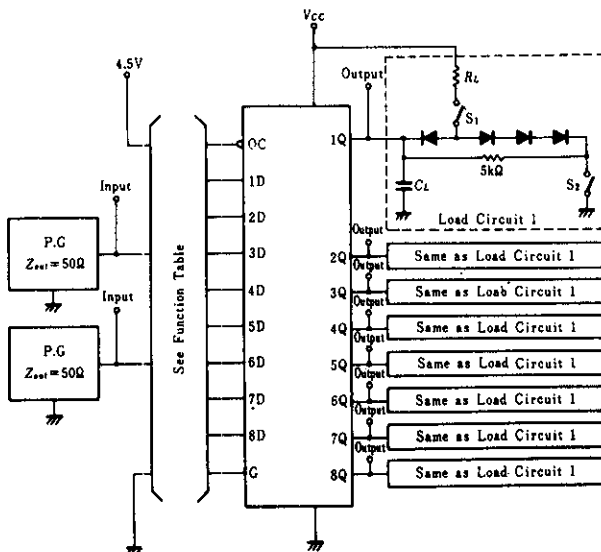 VCC
4.5V
Output
RL
S1
OC
1Q
1D
5kΩ
Input
2D
CL
S2
Load Circuit 1
P.G
Zout=50Ω
3D
Output
2Q
Same as Load Circuit 1
Output
3Q
Same as Loab Circuit 1
Input
4D
Output
4Q
Same as Load Circuit 1
See Function Table
5D
Output
5Q
Same as Load Circuit 1
P.G
Zout=50Ω
6D
Output
6Q
Same as Load Circuit 1
7D
Output
7Q
Same as Load Circuit 1
8D
Output
8Q
Same as Load Circuit 1
G